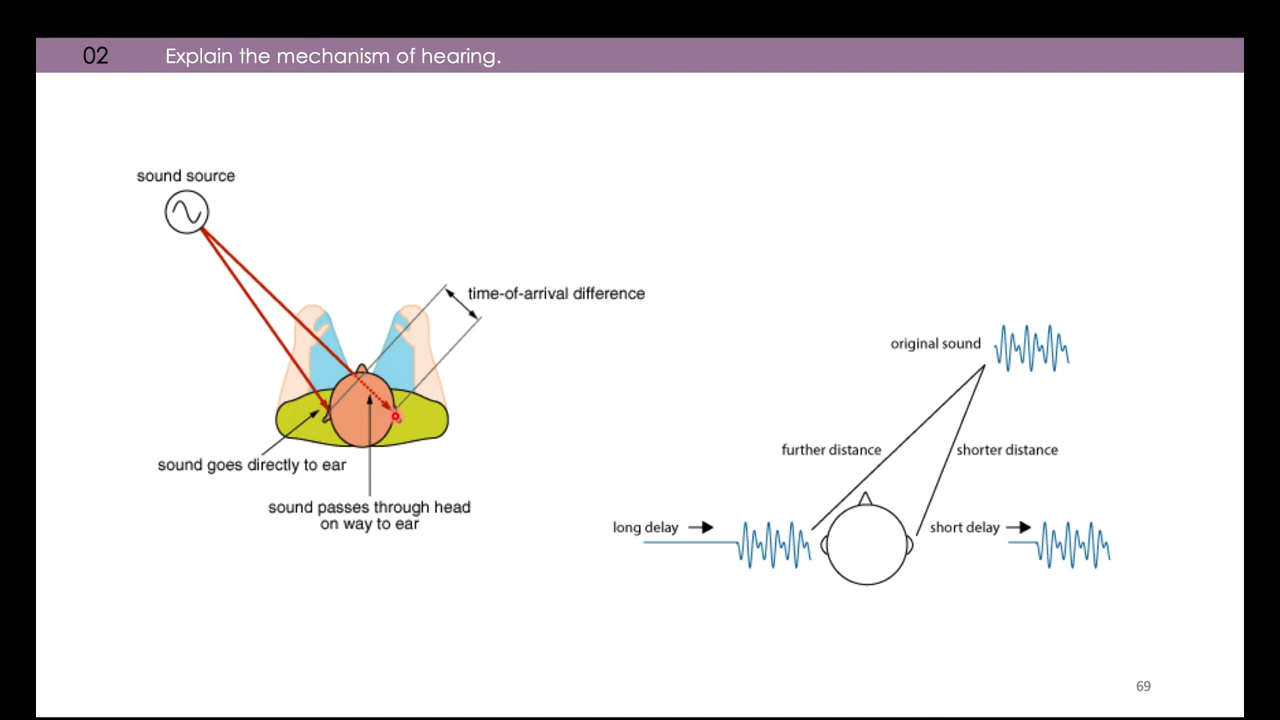 02 Explain the mechanism of hearing.
sound source
time-of-arrival difference
sound goes directly to ear
sound passes through head
on way to ear
original sound
further distance
shorter distance
long delay
short delay
69